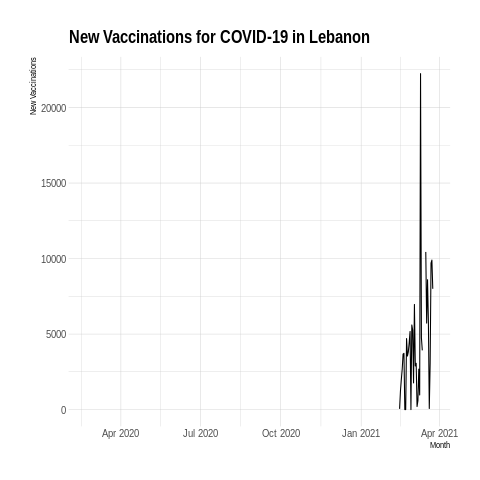 New Vaccinations for COVID-19 in Lebanon
New Vaccinations
20000
15000
10000
5000
0
Apr 2020 Jul 2020 Oct 2020 Jan 2021 Apr 2021
Month